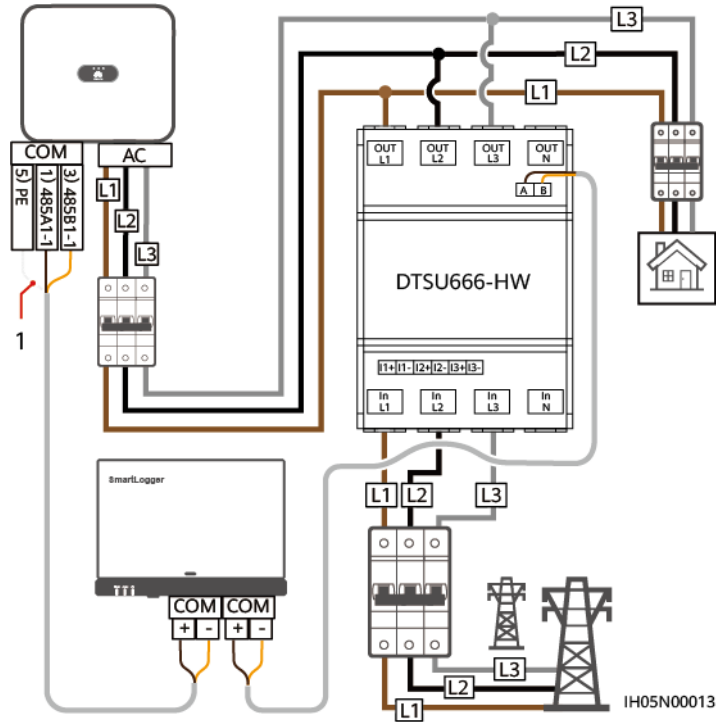 L3
L2
L1
COM
AC
5) PE
1) 485A1-1
3) 485B1-1
L1
L2
L3
1
OUT L1
OUT L2
OUT L3
OUT N
A
B
DTSU666-HW
I1+ I1- I2+ I2- I3+ I3-
In L1
In L2
In L3
In N
SmartLogger
COM
COM
+ -
+ -
L1
L2
L3
L3
L2
L1
IH05N00013